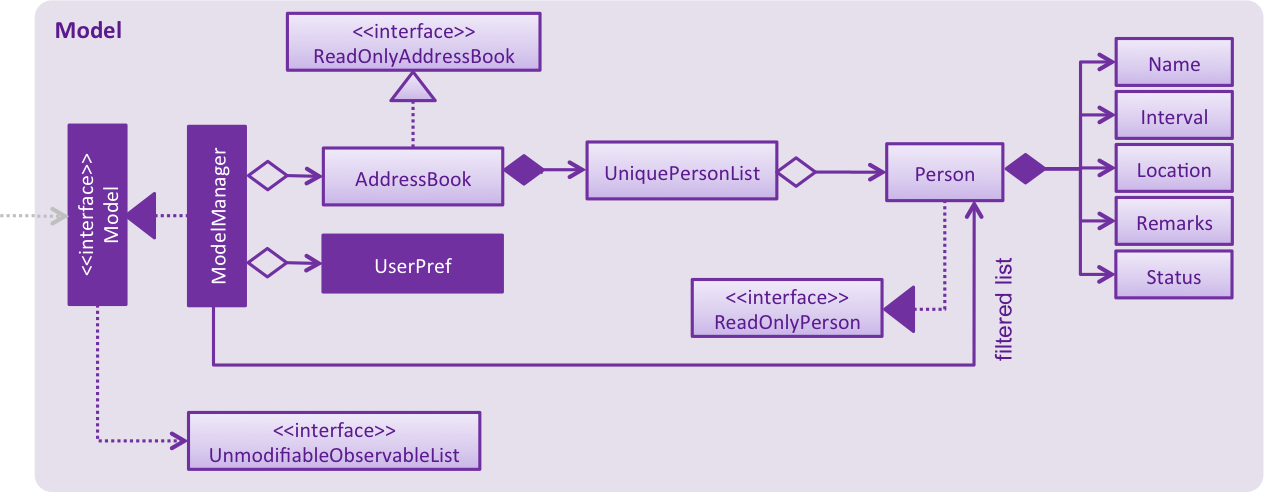 Model
<<interface>>
ReadOnlyAddressBook
<<interface>>
Model
ModelManager
AddressBook
UserPref
UniquePersonList
Person
Name
Interval
Location
Remarks
Status
<<interface>>
ReadOnlyPerson
filtered list
<<interface>>
UnmodifiableObservableList